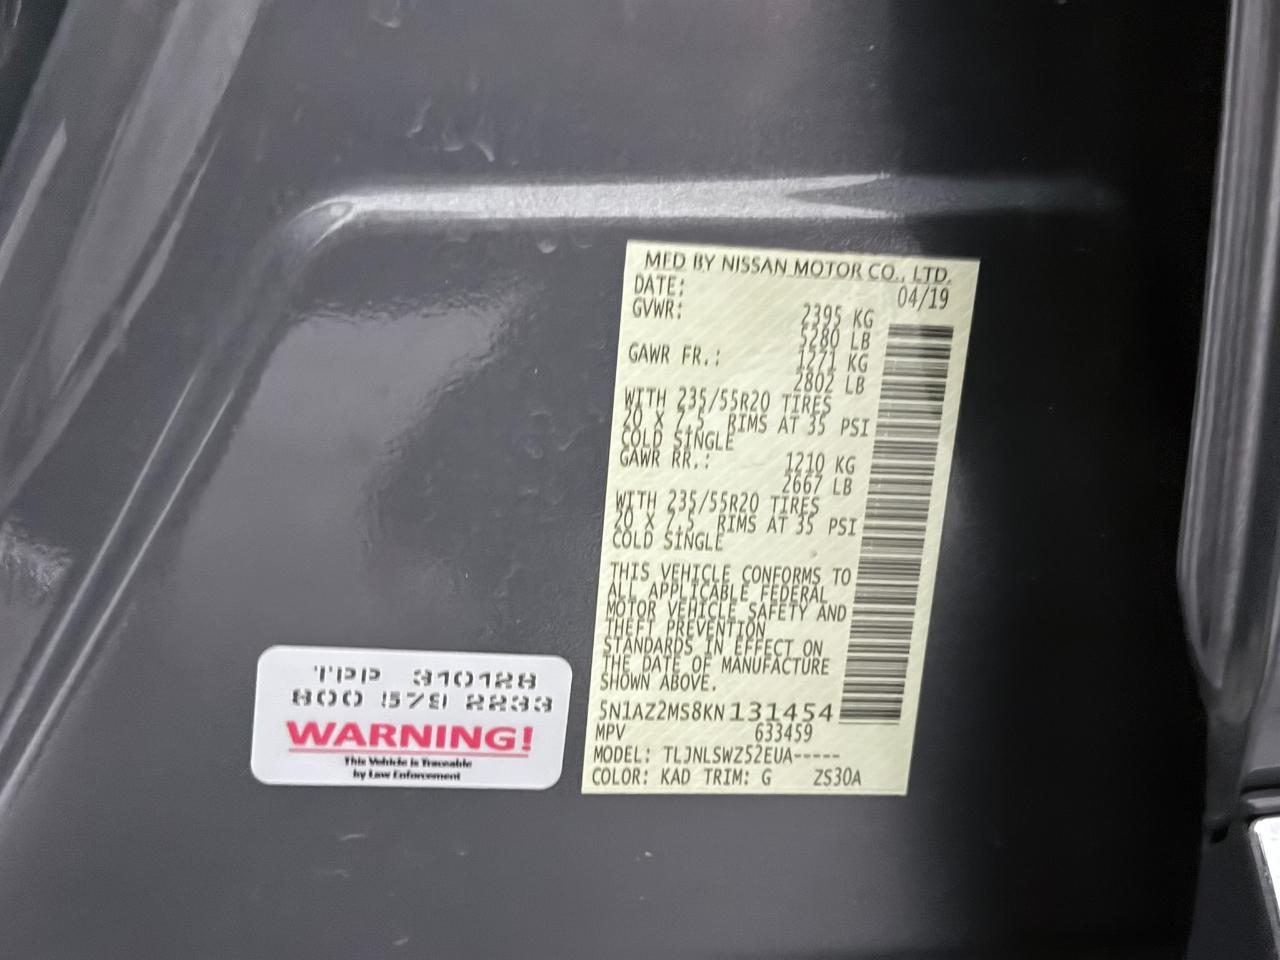 MFD BY NISSAN MOTOR CO., LTD.
DATE: 04/19
GVWR: 2395 KG
5280 LB
GAWR FR.: 1271 KG
2802 LB
WITH 235/55R20 TIRES
20 X 7.5 RIMS AT 35 PSI
COLD SINGLE
GAWR RR.: 1210 KG
2667 LB
WITH 235/55R20 TIRES
20 X 7.5 RIMS AT 35 PSI
COLD SINGLE
THIS VEHICLE CONFORMS TO
ALL APPLICABLE FEDERAL
MOTOR VEHICLE SAFETY AND
THEFT PREVENTION
STANDARDS IN EFFECT ON
THE DATE OF MANUFACTURE
SHOWN ABOVE.
5N1AZ2MS8KN131454
MPV 633459
MODEL: TLJNLSWZ52EUA-----
COLOR: KAD TRIM: G ZS30A
TPP 310128
800 579 2233
WARNING!
This Vehicle is Traceable
by Law Enforcement